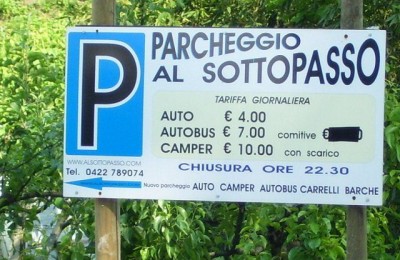 P
PARCHEGGIO
AL SOTTOPASSO
TARIFFA GIORNALIERA
AUTO € 4.00
AUTOBUS € 7.00 comitive €
CAMPER € 10.00 con scarico
WWW.ALSOTTOPASSO.COM
CHIUSURA ORE 22.30
Tel. 0422 789074
Nuovo parcheggio AUTO CAMPER AUTOBUS CARRELLI BARCHE